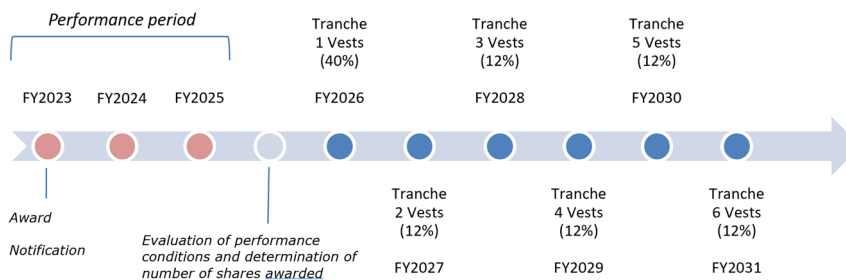 Performance period
Tranche
1 Vests
(40%)
Tranche
3 Vests
(12%)
Tranche
5 Vests
(12%)
FY2023
FY2024
FY2025
FY2026
FY2028
FY2030
Award
Notification
Evaluation of performance
conditions and determination of
number of shares awarded
Tranche
2 Vests
(12%)
FY2027
Tranche
4 Vests
(12%)
FY2029
Tranche
6 Vests
(12%)
FY2031